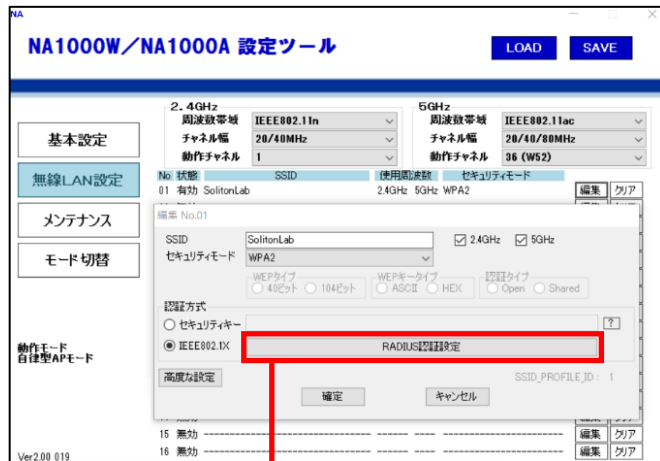 NA
NA1000W／NA1000A 設定ツール
LOAD
SAVE
2.4GHz
周波数帯域 IEEE802.11n
チャネル幅 20/40MHz
動作チャネル 1
5GHz
周波数帯域 IEEE802.11ac
チャネル幅 20/40/80MHz
動作チャネル 36 (W52)
基本設定
無線LAN設定
メンテナンス
モード切替
No 状態 SSID 使用周波数 セキュリティモード
01 有効 SolitonLab 2.4GHz 5GHz WPA2 編集 クリア
編集 No.01
SSID SolitonLab 2.4GHz 5GHz
セキュリティモード WPA2
WEPタイプ WEPキータイプ 認証タイプ
40ビット 104ビット ASCII HEX Open Shared
認証方式
セキュリティキー ?
IEEE802.1X RADIUS認証設定
高度な設定 SSID_PROFILE_ID: 1
確定 キャンセル
動作モード
自律型APモード
15 無効 ---------------------------------- ------ ---- ---------------- 編集 クリア
16 無効 ---------------------------------- ------ ---- ---------------- 編集 クリア
Ver2.00 019